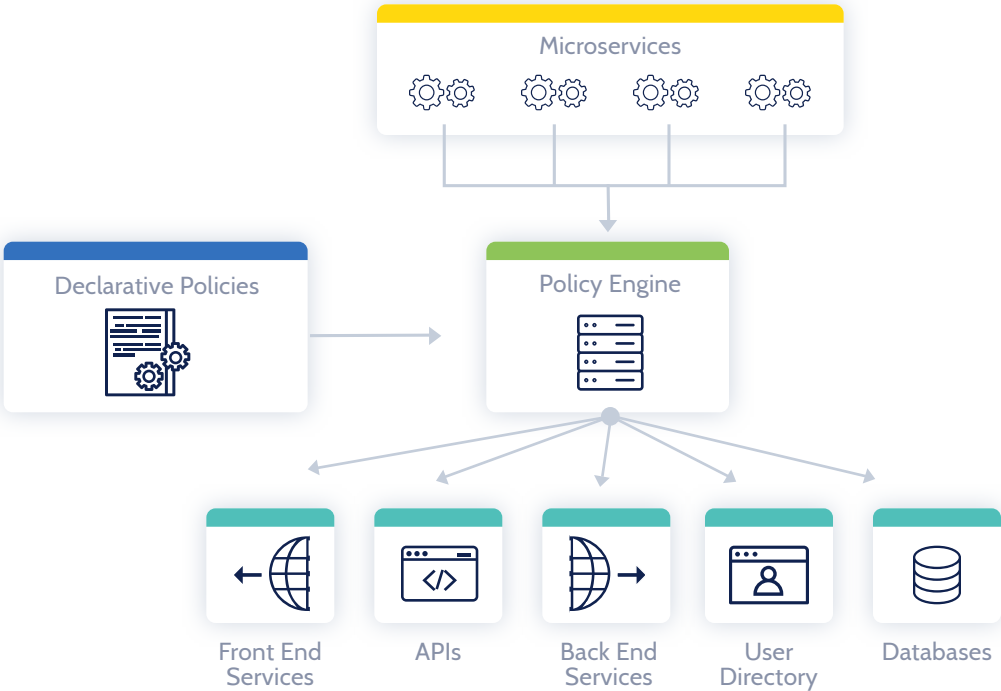 Microservices
Declarative Policies
Policy Engine
</>
Front End
Services
APIs
Back End
Services
User
Directory
Databases